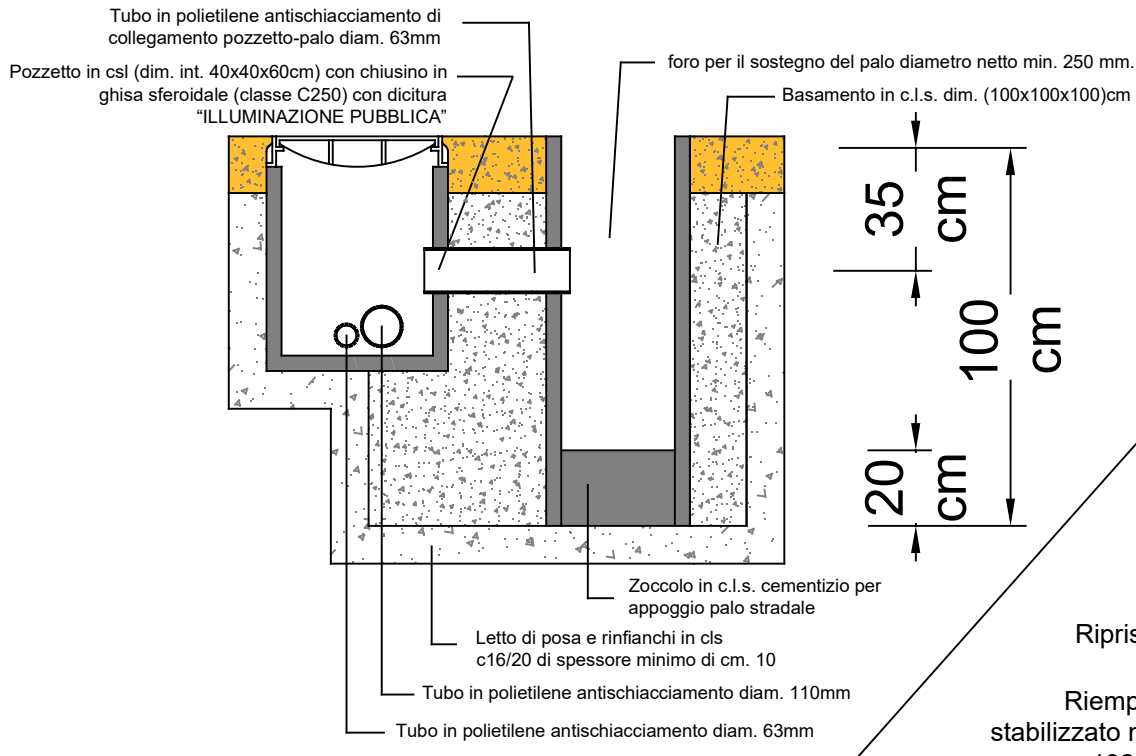 Tubo in polietilene antischiacciamento di
collegamento pozzetto-palo diam. 63mm
Pozzetto in csl (dim. int. 40x40x60cm) con chiusino in
ghisa sferoidale (classe C250) con dicitura
“ILLUMINAZIONE PUBBLICA”
foro per il sostegno del palo diametro netto min. 250 mm.
Basamento in c.l.s. dim. (100x100x100)cm
35
cm
100
cm
20
cm
Zoccolo in c.l.s. cementizio per
appoggio palo stradale
Letto di posa e rinfianchi in cls
c16/20 di spessore minimo di cm. 10
Tubo in polietilene antischiacciamento diam. 110mm
Tubo in polietilene antischiacciamento diam. 63mm
Ripris
Riemp
stabilizzato